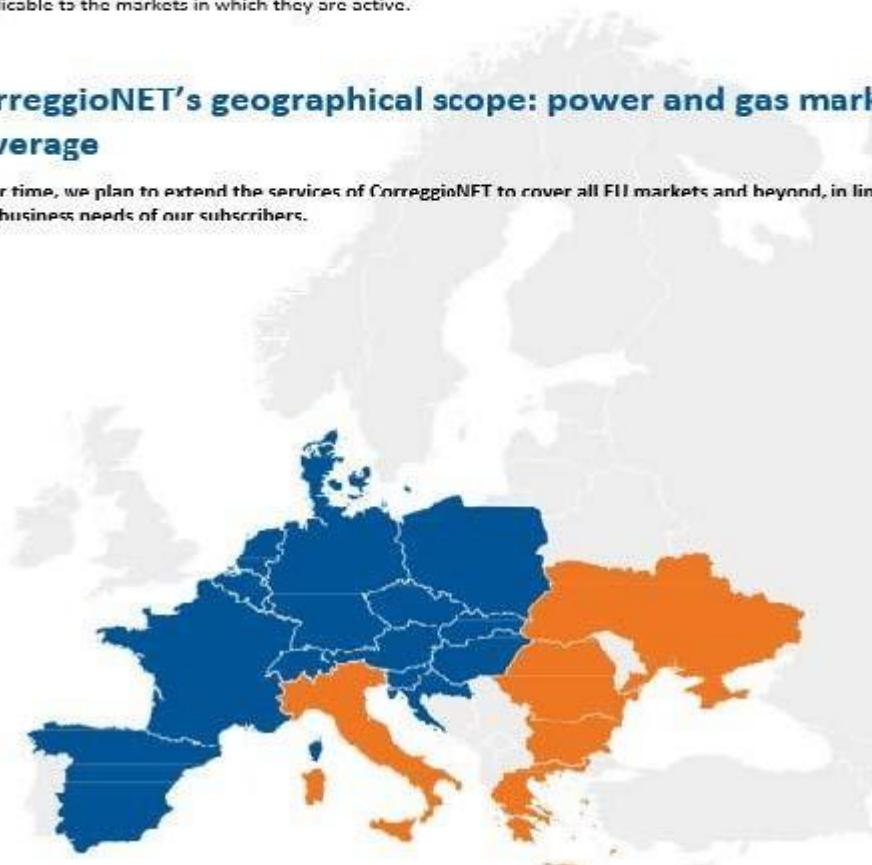 licable to the markets in which they are active.
rreggioNET's geographical scope: power and gas mark
verage
r time, we plan to extend the services of CorreggioNET to cover all EU markets and beyond, in lin
business needs of our subscribers.